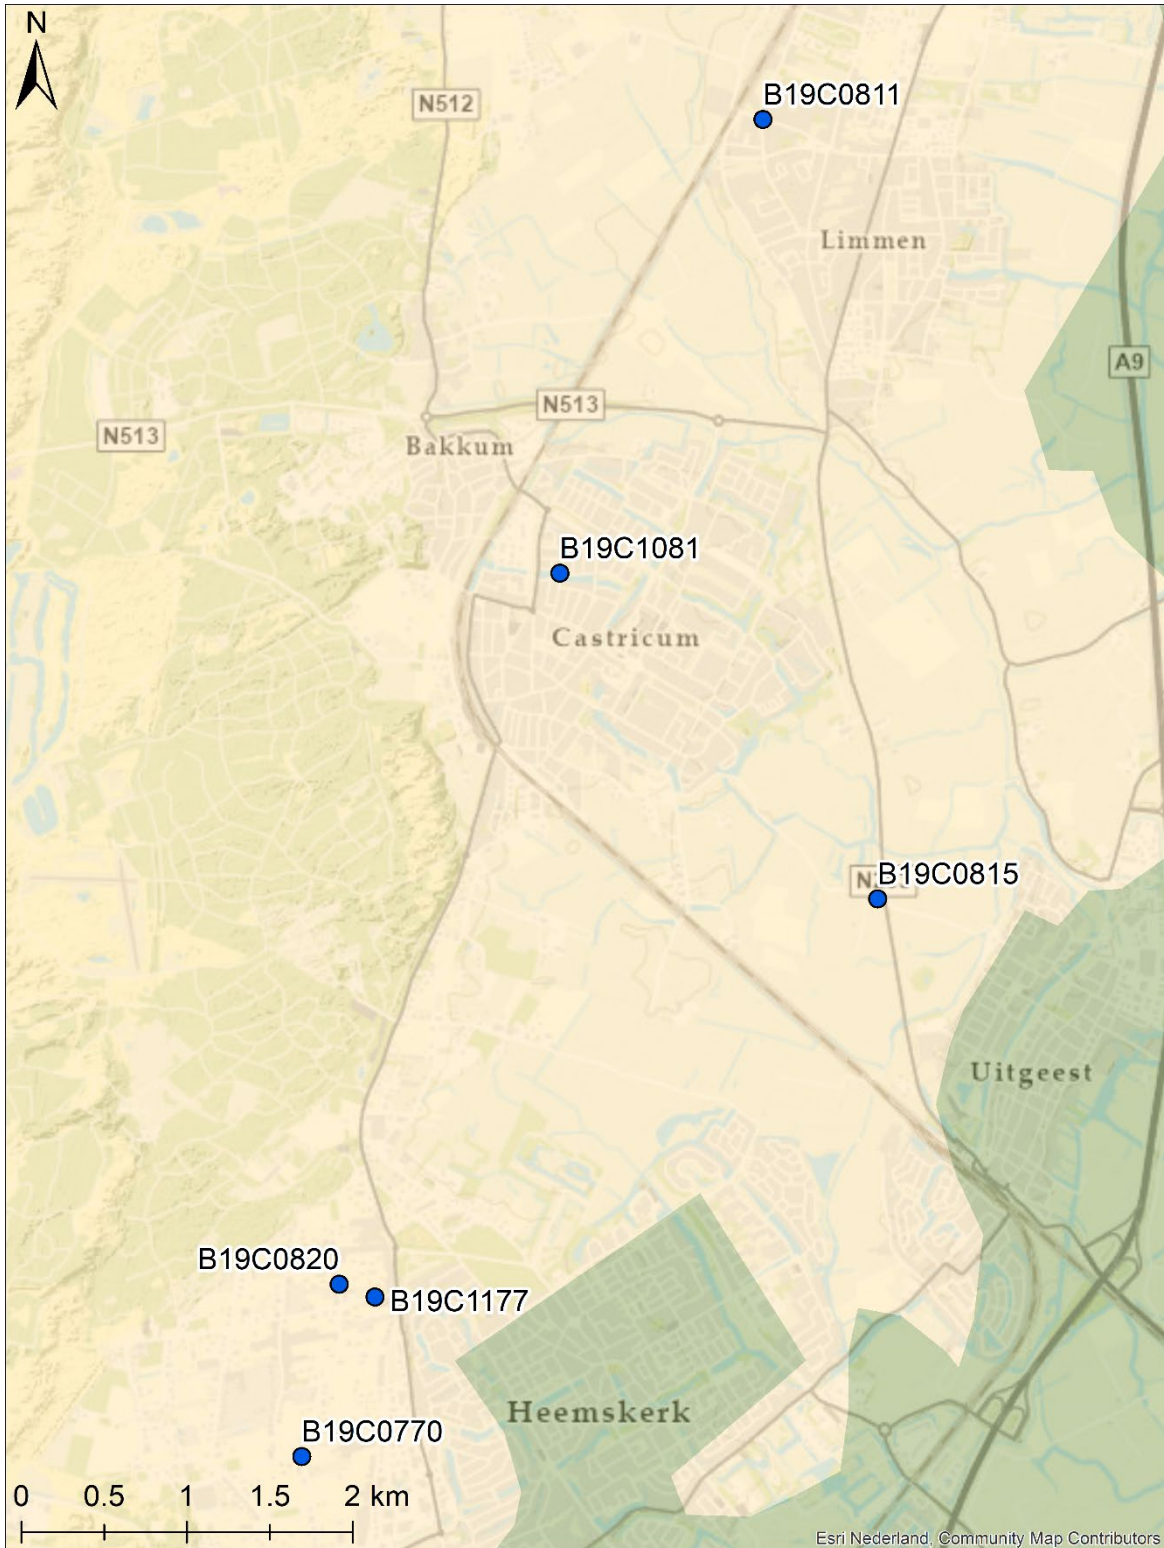 N
N512
B19C0811
Limmen
A9
N513
N513
Bakkum
B19C1081
Castricum
B19C0815
Uitgeest
B19C0820
B19C1177
Heemskerk
B19C0770
0 0.5 1 1.5 2 km
Esri Nederland, Community Map Contributors